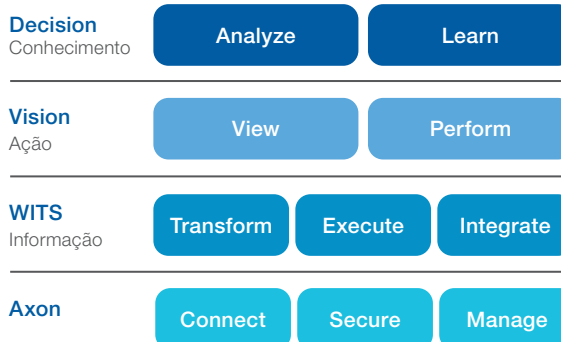 Decision
Conhecimento
Analyze
Learn
Vision
Ação
View
Perform
WITS
Informação
Transform
Execute
Integrate
Axon
Connect
Secure
Manage